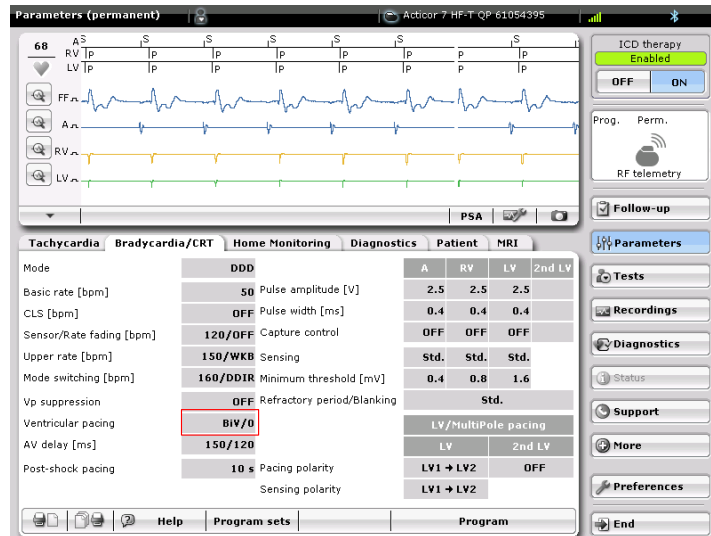 Parameters (permanent) Acticor 7 HF-T QP 61054395
68 A S S S S S S S
RV P P P P P P P
LV P P P P P P P
FF
A
RV
LV
PSA
ICD therapy
Enabled
OFF ON
Prog. Perm.
RF telemetry
Follow-up
Parameters
Tests
Recordings
Diagnostics
Status
Support
More
Preferences
End
Tachycardia Bradycardia/CRT Home Monitoring Diagnostics Patient MRI
Mode DDD
Basic rate [bpm] 50
CLS [bpm] OFF
Sensor/Rate fading [bpm] 120/OFF
Upper rate [bpm] 150/WKB
Mode switching [bpm] 160/DDIR
Vp suppression OFF
Ventricular pacing BiV/0
AV delay [ms] 150/120
Post-shock pacing 10 s
A RV LV 2nd LV
Pulse amplitude [V] 2.5 2.5 2.5
Pulse width [ms] 0.4 0.4 0.4
Capture control OFF OFF OFF
Sensing Std. Std. Std.
Minimum threshold [mV] 0.4 0.8 1.6
Refractory period/Blanking Std.
LV/MultiPole pacing
LV 2nd LV
Pacing polarity LV1 → LV2 OFF
Sensing polarity LV1 → LV2
Help Program sets Program